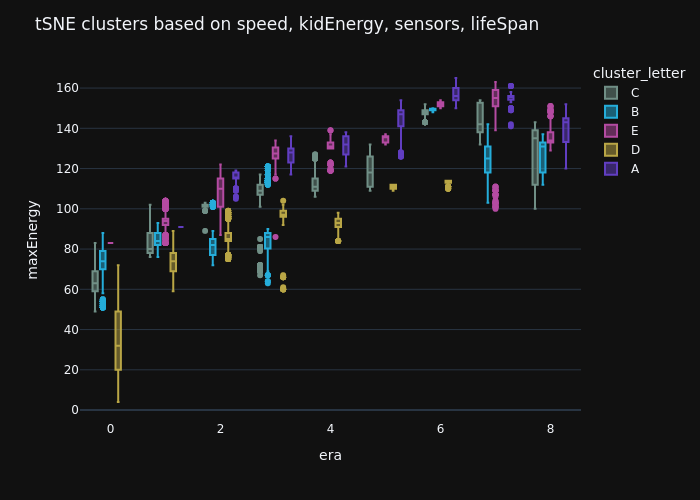 tSNE clusters based on speed, kidEnergy, sensors, lifeSpan
cluster_letter
C
B
E
D
A
maxEnergy
160
140
120
100
80
60
40
20
0
0 2 4 6 8
era